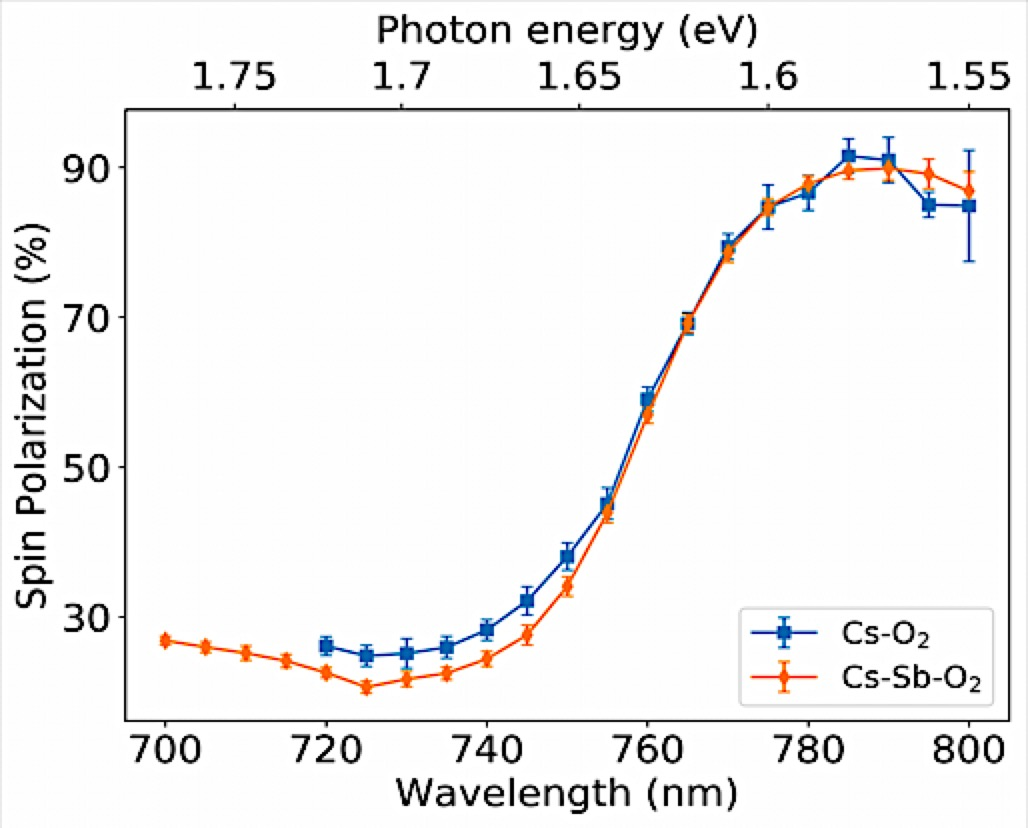 Photon energy (eV)
1.75 1.7 1.65 1.6 1.55
90
70
50
30
Spin Polarization (%)
Cs-O₂
Cs-Sb-O₂
700 720 740 760 780 800
Wavelength (nm)